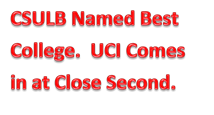 CSULB Named Best
College.  UCI Comes
in at Close Second.